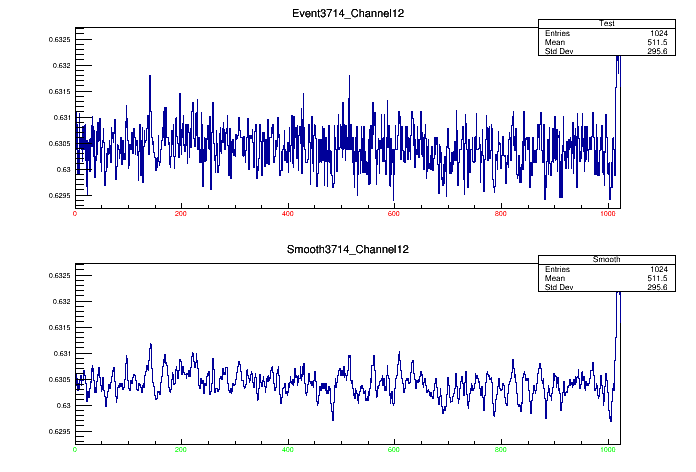 Event3714_Channel12
Test
Entries 1024
Mean 511.5
Std Dev 295.6
0.6325
0.632
0.6315
0.631
0.6305
0.63
0.6295
0 200 400 600 800 1000
Smooth3714_Channel12
Smooth
Entries 1024
Mean 511.5
Std Dev 295.6
0.6325
0.632
0.6315
0.631
0.6305
0.63
0.6295
0 200 400 600 800 1000